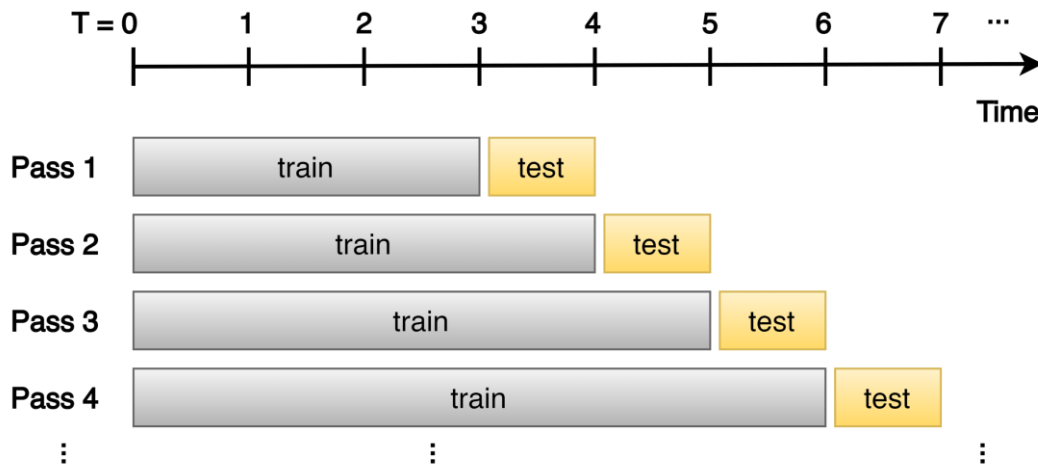 T = 0 1 2 3 4 5 6 7 ...
Time
Pass 1 train test
Pass 2 train test
Pass 3 train test
Pass 4 train test
⋮ ⋮ ⋮